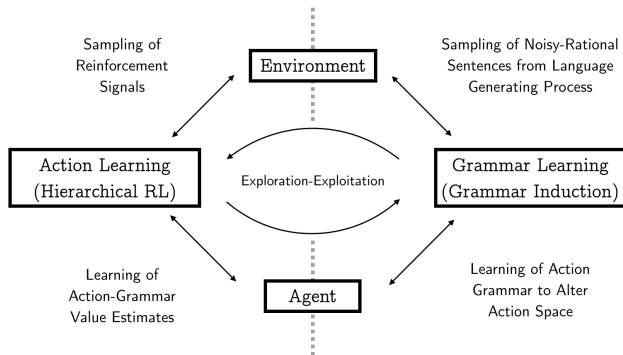 Sampling of
Reinforcement
Signals
Environment
Sampling of Noisy-Rational
Sentences from Language
Generating Process
Action Learning
(Hierarchical RL)
Exploration-Exploitation
Grammar Learning
(Grammar Induction)
Learning of
Action-Grammar
Value Estimates
Agent
Learning of Action
Grammar to Alter
Action Space